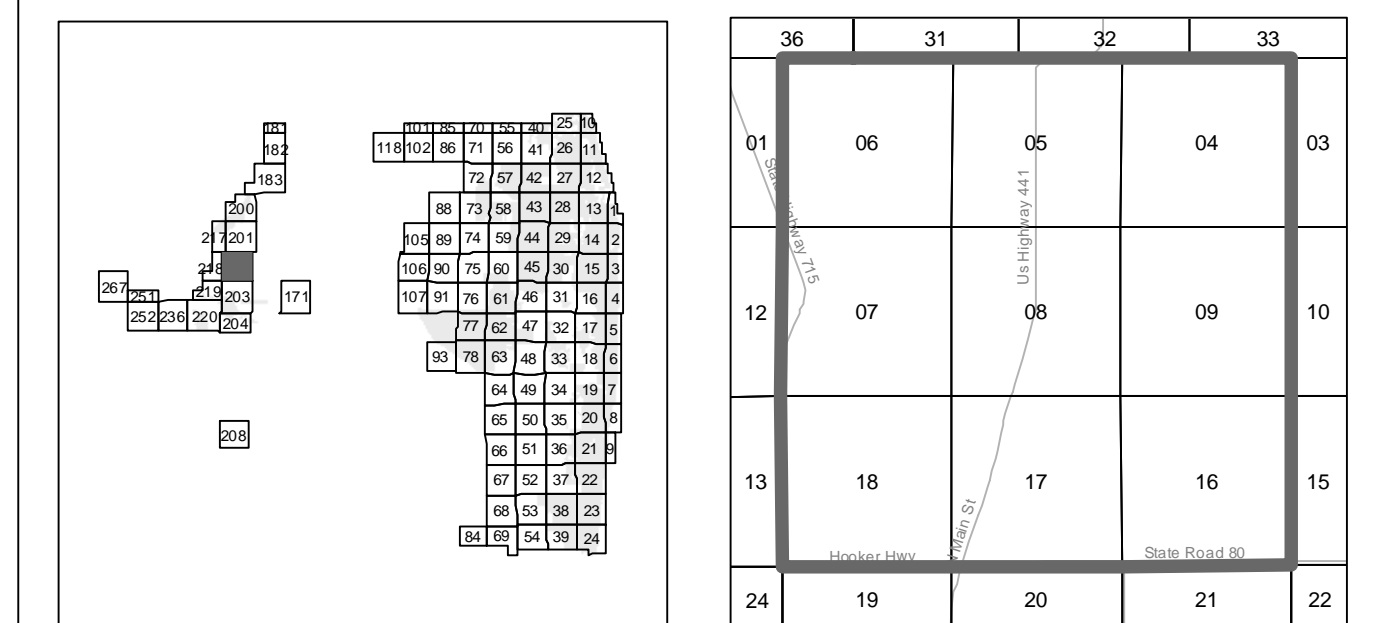 181
182
183
200
217 201
218
267
251
219 203
171
252 236 220
204
208
101 85 70 55 40 25 10
118 102 86 71 56 41 26 11
72 57 42 27 12
88 73 58 43 28 13 1
105 89 74 59 44 29 14 2
106 90 75 60 45 30 15 3
107 91 76 61 46 31 16 4
77 62 47 32 17 5
93 78 63 48 33 18 6
64 49 34 19 7
65 50 35 20 8
66 51 36 21 9
67 52 37 22
68 53 38 23
84 69 54 39 24
36 31 32 33
01 06 05 04 03
State Highway 715
Us Highway 441
12 07 08 09 10
13 18 17 16 15
Main St
Hooker Hwy
State Road 80
24 19 20 21 22